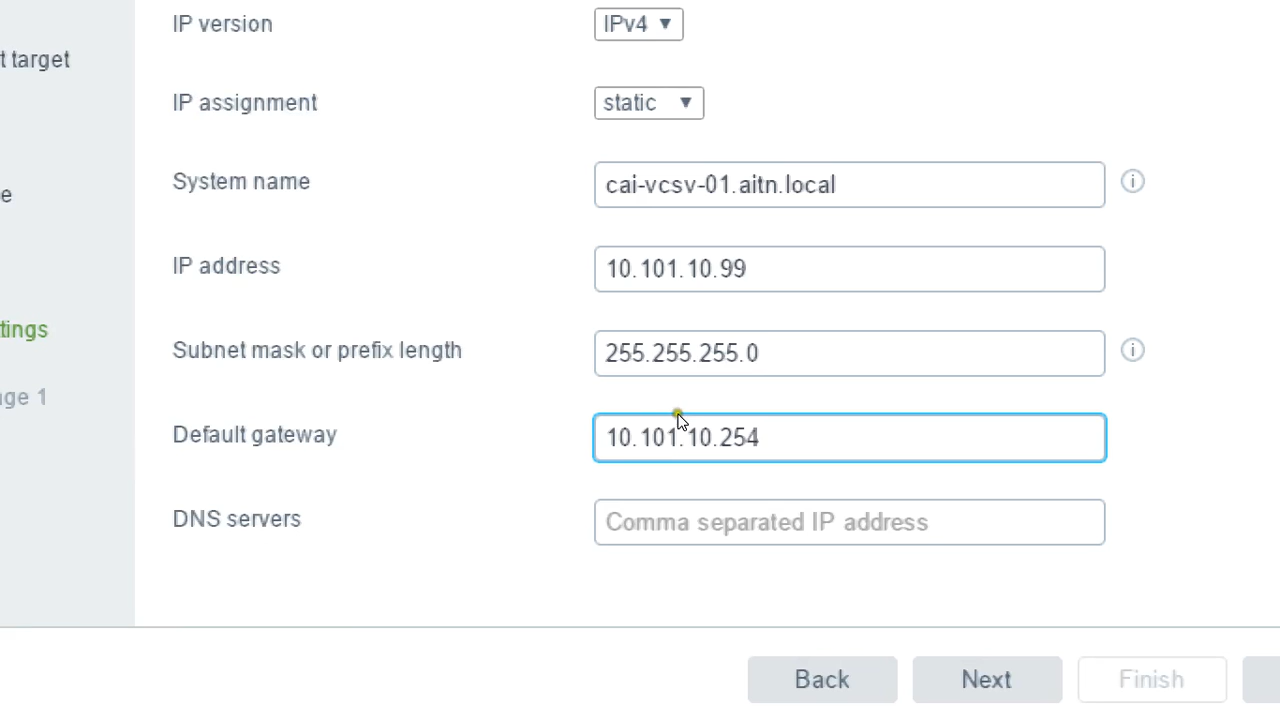 IP version IPv4
t target
IP assignment static
System name cai-vcsv-01.aitn.local
e
IP address 10.101.10.99
tings
Subnet mask or prefix length 255.255.255.0
ge 1
Default gateway 10.101.10.254
DNS servers Comma separated IP address
Back Next Finish